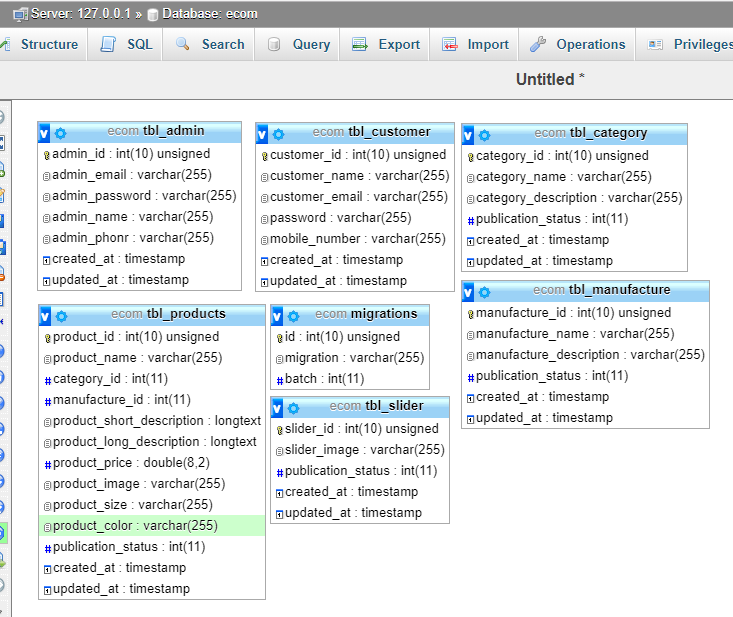 Server: 127.0.0.1 » Database: ecom
Structure SQL Search Query Export Import Operations Privileges
Untitled *
ecom tbl_admin
admin_id : int(10) unsigned
admin_email : varchar(255)
admin_password : varchar(255)
admin_name : varchar(255)
admin_phonr : varchar(255)
created_at : timestamp
updated_at : timestamp
ecom tbl_customer
customer_id : int(10) unsigned
customer_name : varchar(255)
customer_email : varchar(255)
password : varchar(255)
mobile_number : varchar(255)
created_at : timestamp
updated_at : timestamp
ecom tbl_category
category_id : int(10) unsigned
category_name : varchar(255)
category_description : varchar(255)
publication_status : int(11)
created_at : timestamp
updated_at : timestamp
ecom tbl_products
product_id : int(10) unsigned
product_name : varchar(255)
category_id : int(11)
manufacture_id : int(11)
product_short_description : longtext
product_long_description : longtext
product_price : double(8,2)
product_image : varchar(255)
product_size : varchar(255)
product_color : varchar(255)
publication_status : int(11)
created_at : timestamp
updated_at : timestamp
ecom migrations
id : int(10) unsigned
migration : varchar(255)
batch : int(11)
ecom tbl_slider
slider_id : int(10) unsigned
slider_image : varchar(255)
publication_status : int(11)
created_at : timestamp
updated_at : timestamp
ecom tbl_manufacture
manufacture_id : int(10) unsigned
manufacture_name : varchar(255)
manufacture_description : varchar(255)
publication_status : int(11)
created_at : timestamp
updated_at : timestamp